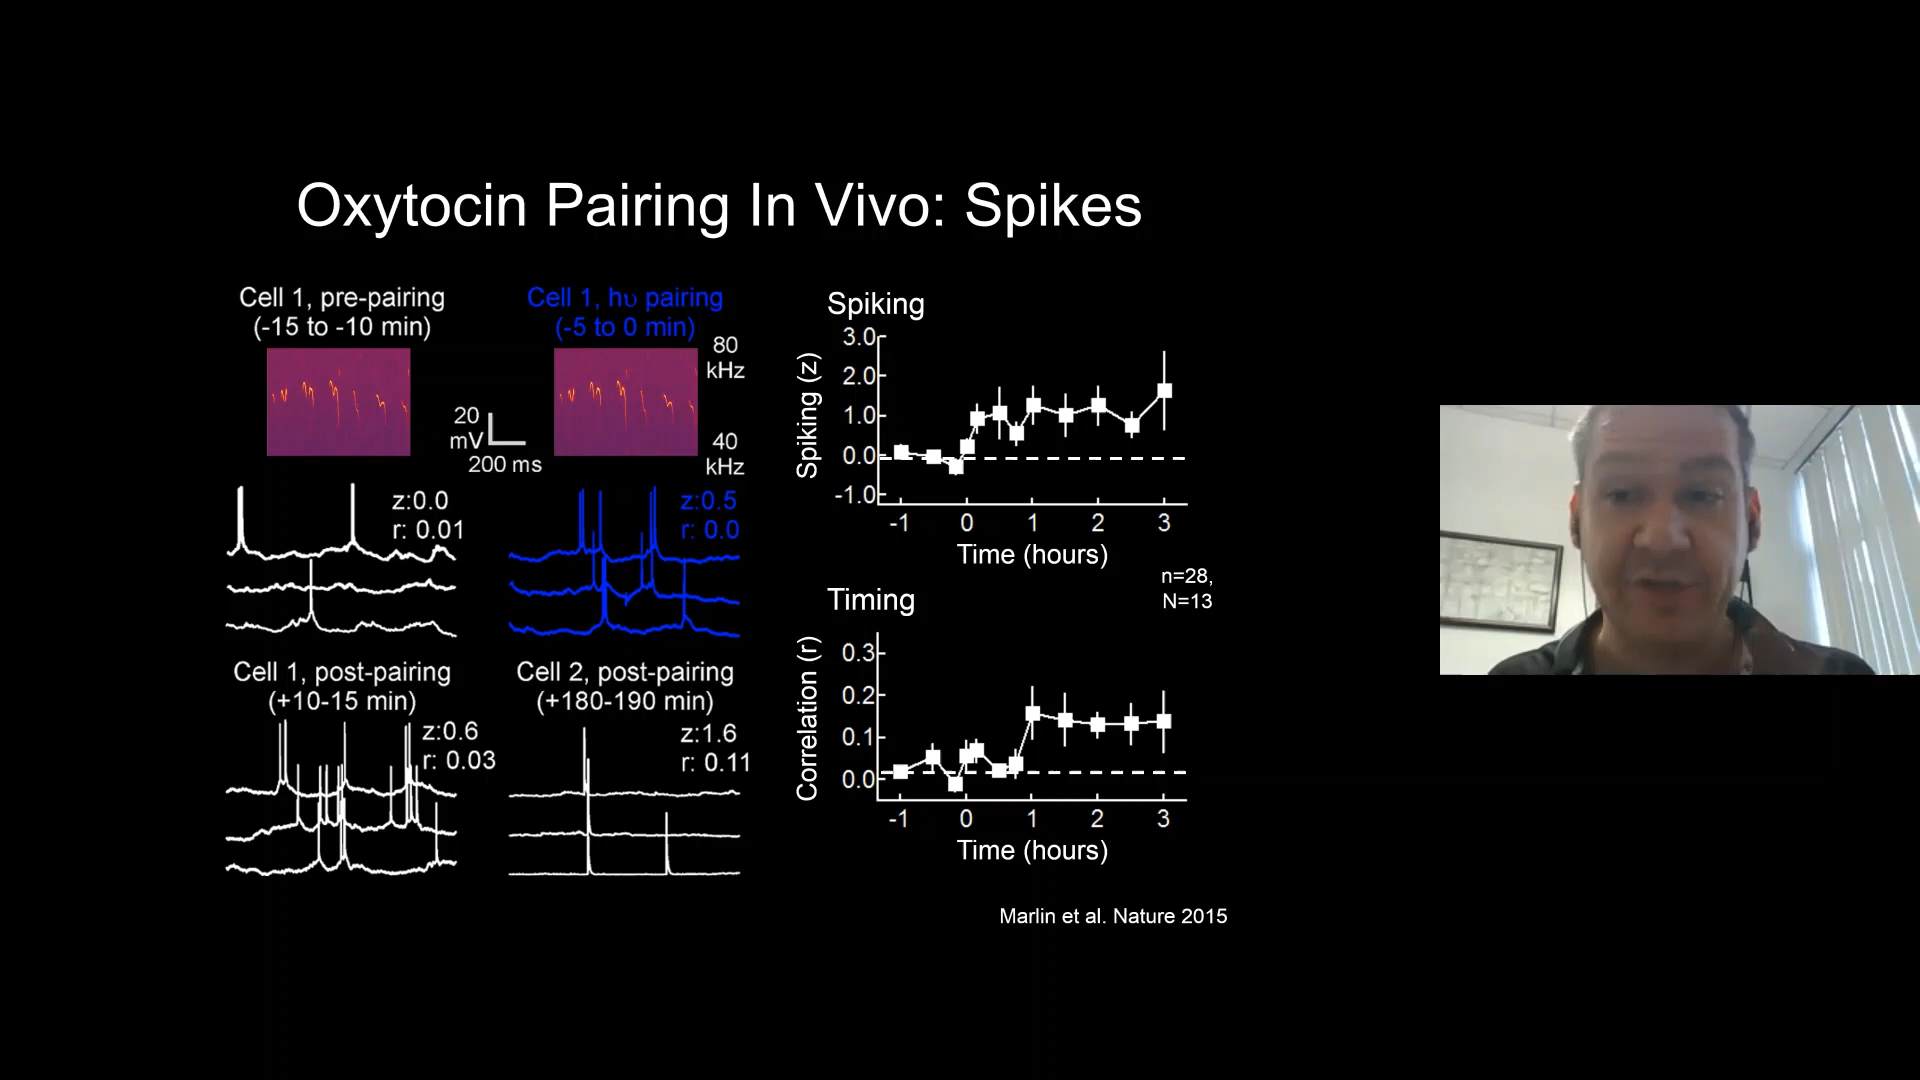 Oxytocin Pairing In Vivo: Spikes
Cell 1, pre-pairing
(-15 to -10 min)
Cell 1, hυ pairing
(-5 to 0 min)
80
kHz
20
mV
200 ms
40
kHz
z:0.0
r: 0.01
z:0.5
r: 0.0
Cell 1, post-pairing
(+10-15 min)
z:0.6
r: 0.03
Cell 2, post-pairing
(+180-190 min)
z:1.6
r: 0.11
Spiking
Spiking (z)
3.0
2.0
1.0
0.0
-1.0
-1 0 1 2 3
Time (hours)
n=28,
N=13
Timing
Correlation (r)
0.3
0.2
0.1
0.0
-1 0 1 2 3
Time (hours)
Marlin et al. Nature 2015